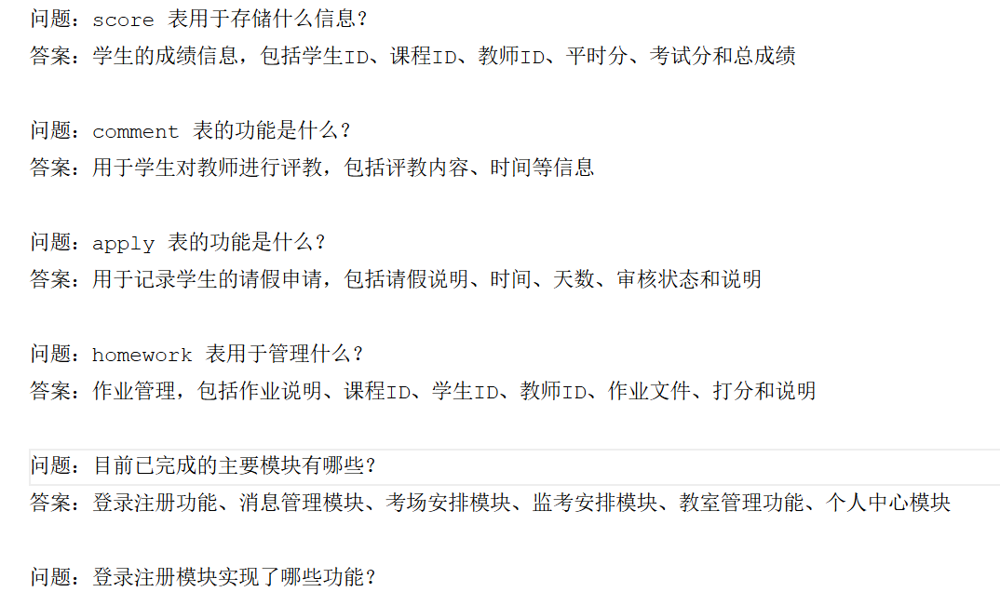 问题：score 表用于存储什么信息？
答案：学生的成绩信息，包括学生ID、课程ID、教师ID、平时分、考试分和总成绩
问题：comment 表的功能是什么？
答案：用于学生对教师进行评教，包括评教内容、时间等信息
问题：apply 表的功能是什么？
答案：用于记录学生的请假申请，包括请假说明、时间、天数、审核状态和说明
问题：homework 表用于管理什么？
答案：作业管理，包括作业说明、课程ID、学生ID、教师ID、作业文件、打分和说明
问题：目前已完成的主要模块有哪些？
答案：登录注册功能、消息管理模块、考场安排模块、监考安排模块、教室管理功能、个人中心模块
问题：登录注册模块实现了哪些功能？